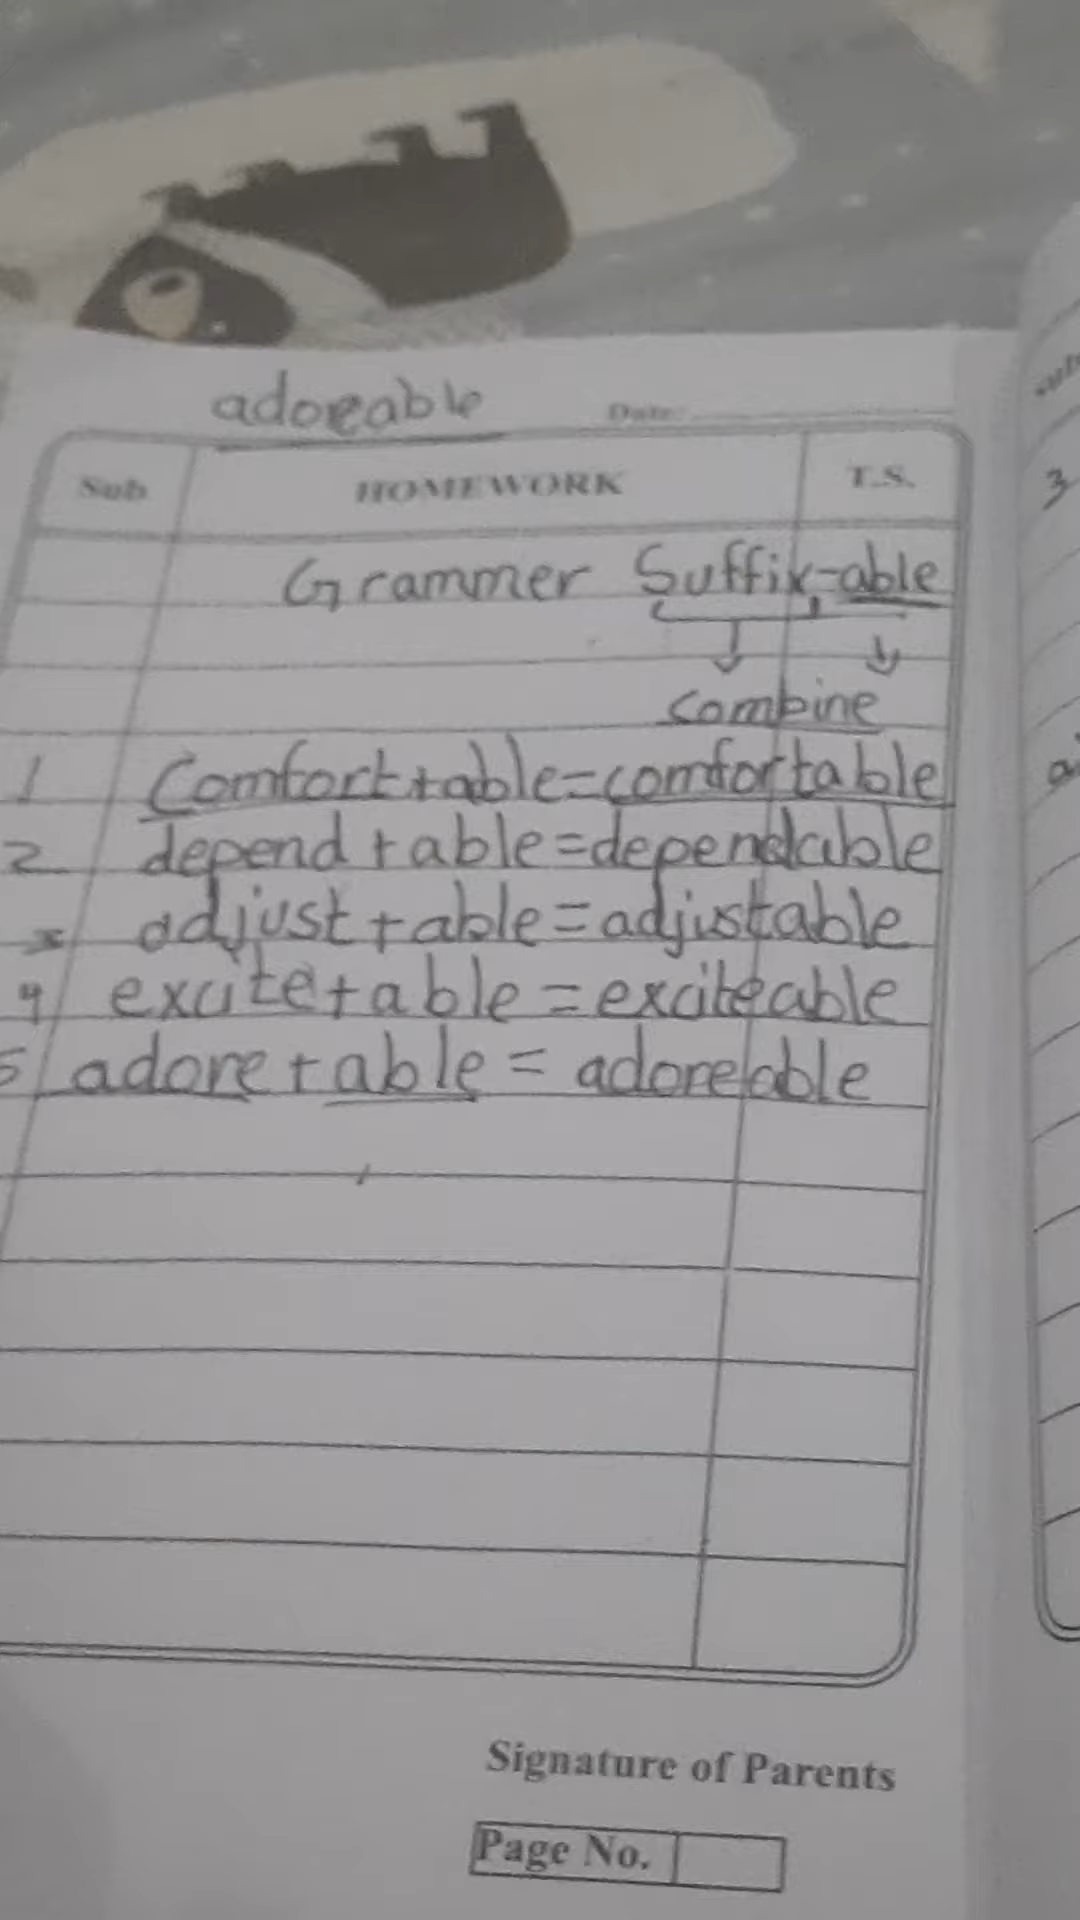 adoreable
Date:
Sub HOMEWORK T.S.
Grammer Suffix-able
combine
1 Comfort+able=comfortable
2 depend+able=dependable
adjust+able=adjustable
4 excite+able=exciteable
5 adore+able= adoreable
Signature of Parents
Page No.
3